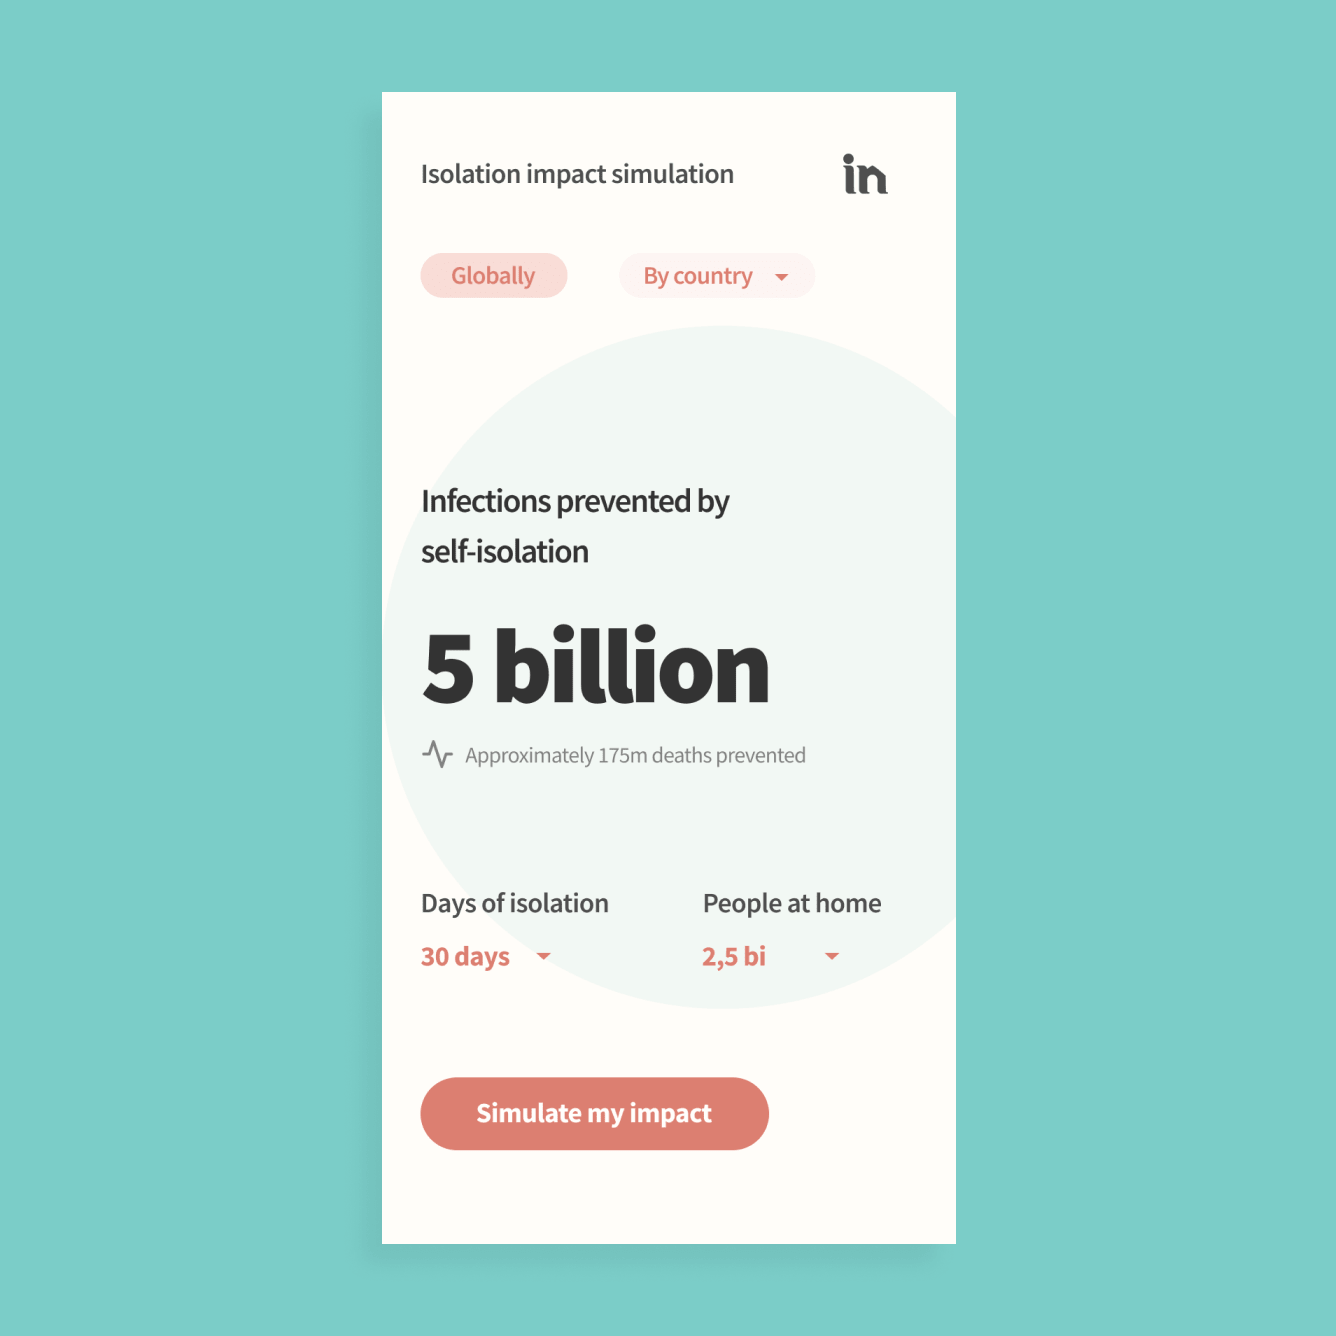 Isolation impact simulation
in
Globally
By country
Infections prevented by
self-isolation
5 billion
Approximately 175m deaths prevented
Days of isolation
People at home
30 days
2,5 bi
Simulate my impact